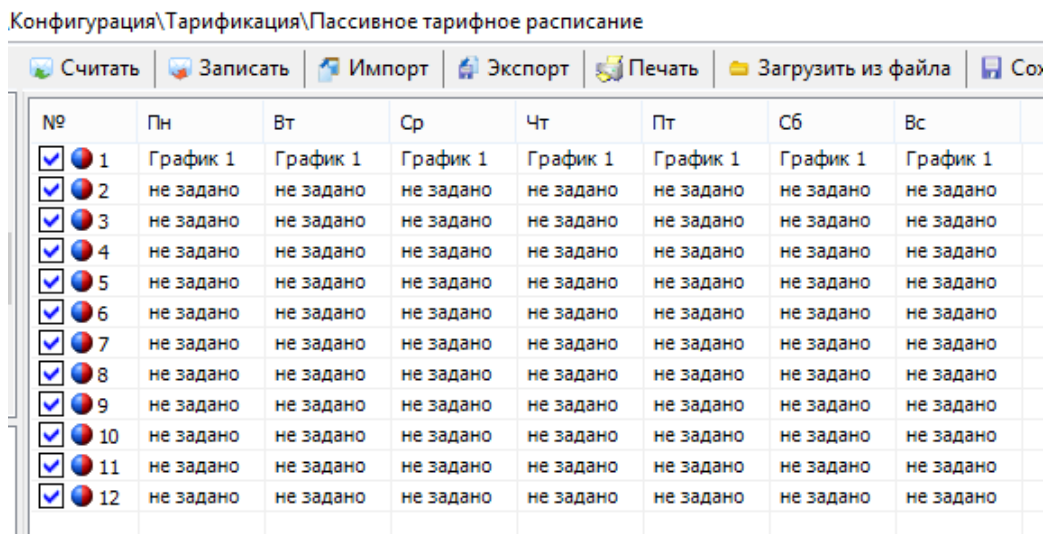 Конфигурация\Тарификация\Пассивное тарифное расписание
Считать Записать Импорт Экспорт Печать Загрузить из файла
№ Пн Вт Ср Чт Пт Сб Вс
1 График 1 График 1 График 1 График 1 График 1 График 1 График 1
2 не задано не задано не задано не задано не задано не задано не задано
3 не задано не задано не задано не задано не задано не задано не задано
4 не задано не задано не задано не задано не задано не задано не задано
5 не задано не задано не задано не задано не задано не задано не задано
6 не задано не задано не задано не задано не задано не задано не задано
7 не задано не задано не задано не задано не задано не задано не задано
8 не задано не задано не задано не задано не задано не задано не задано
9 не задано не задано не задано не задано не задано не задано не задано
10 не задано не задано не задано не задано не задано не задано не задано
11 не задано не задано не задано не задано не задано не задано не задано
12 не задано не задано не задано не задано не задано не задано не задано